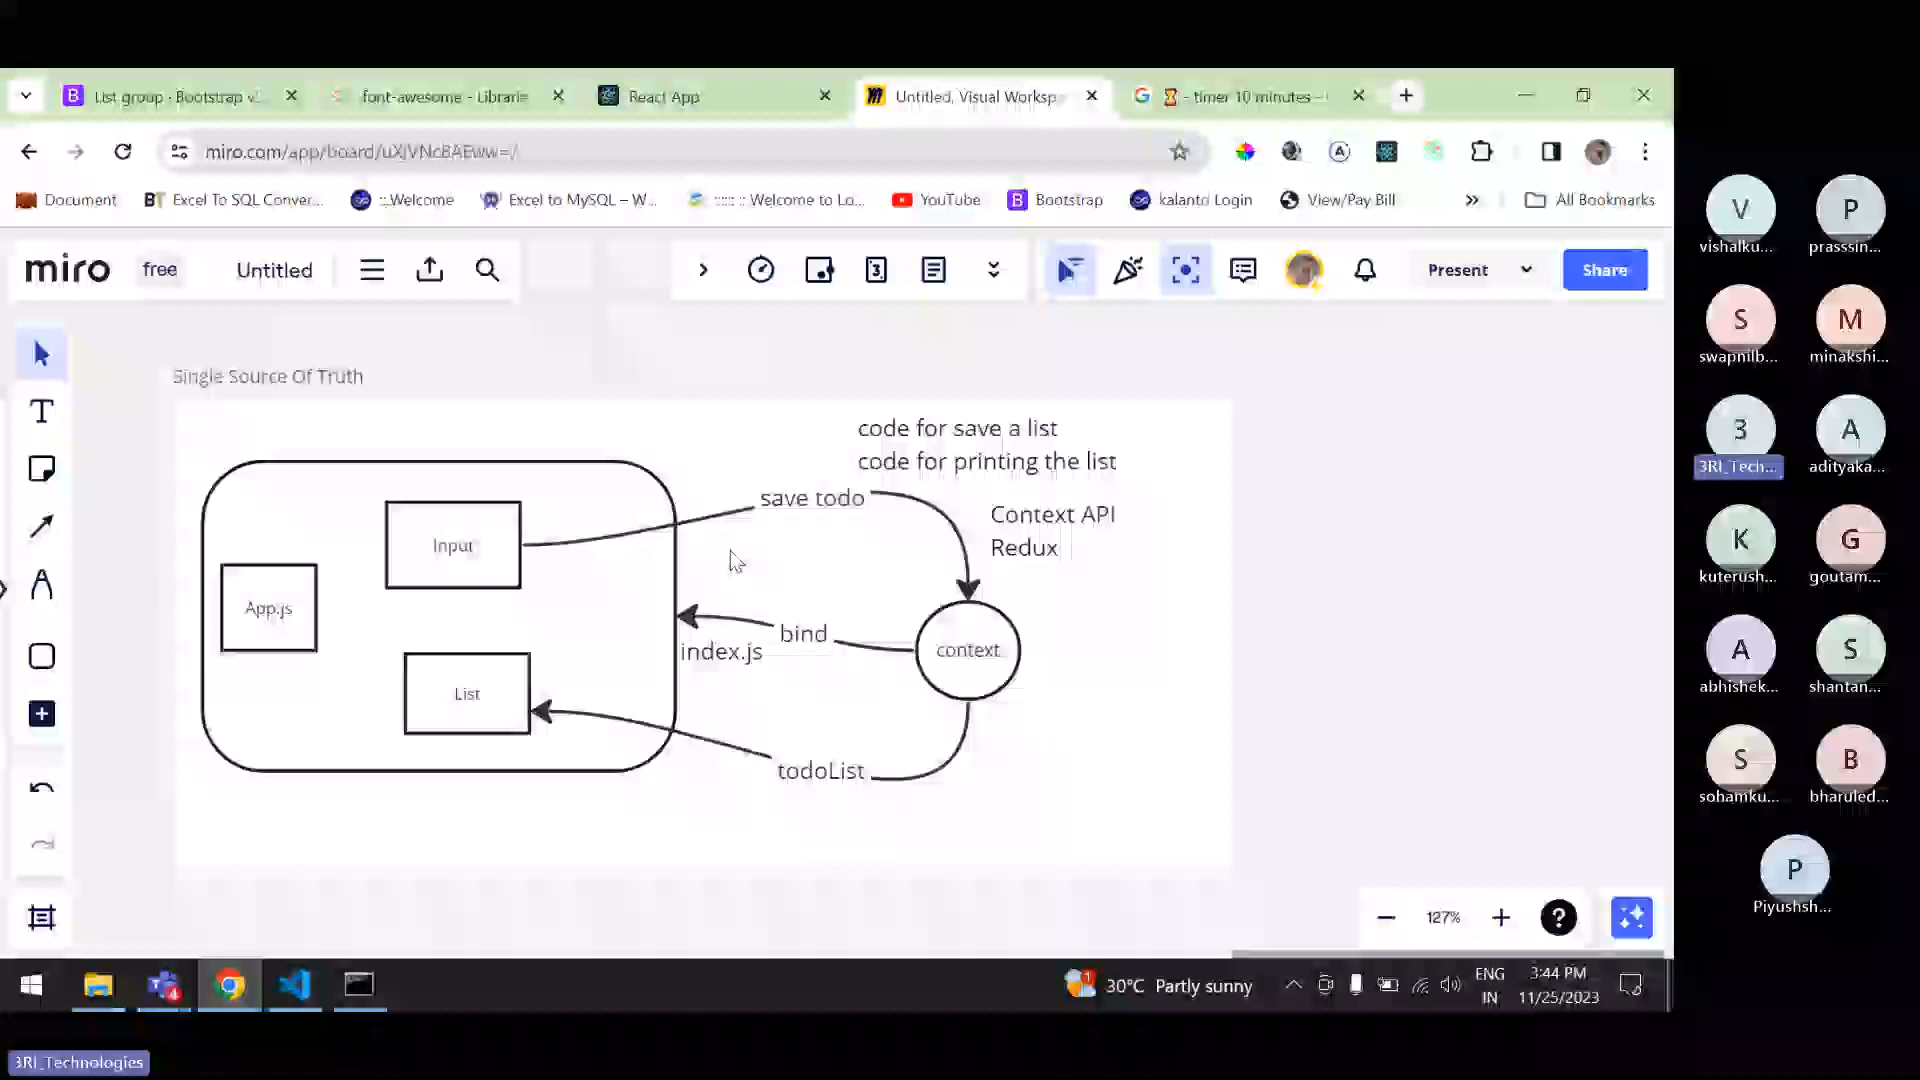 List group · Bootstrap v
font-awesome - Librarie
React App
Untitled, Visual Worksp
- timer 10 minutes -
miro.com/app/board/uXjVNc8AEww=/
Document
Excel To SQL Conver...
::.Welcome
Excel to MySQL – W...
:::::: :: Welcome to Lo...
YouTube
Bootstrap
kalanto Login
View/Pay Bill
All Bookmarks
miro
free
Untitled
Present
Share
Single Source Of Truth
code for save a list
code for printing the list
save todo
Context API
Redux
Input
App.js
bind
index.js
context
List
todoList
127%
V
vishalku...
P
prasssin...
S
swapnilb...
M
minakshi...
3
3RI_Tech...
A
adityaka...
K
kuterush...
G
goutam...
A
abhishek...
S
shantan...
S
sohamku...
B
bharuled...
P
Piyushsh...
30°C Partly sunny
ENG
IN
3:44 PM
11/25/2023
3RI_Technologies